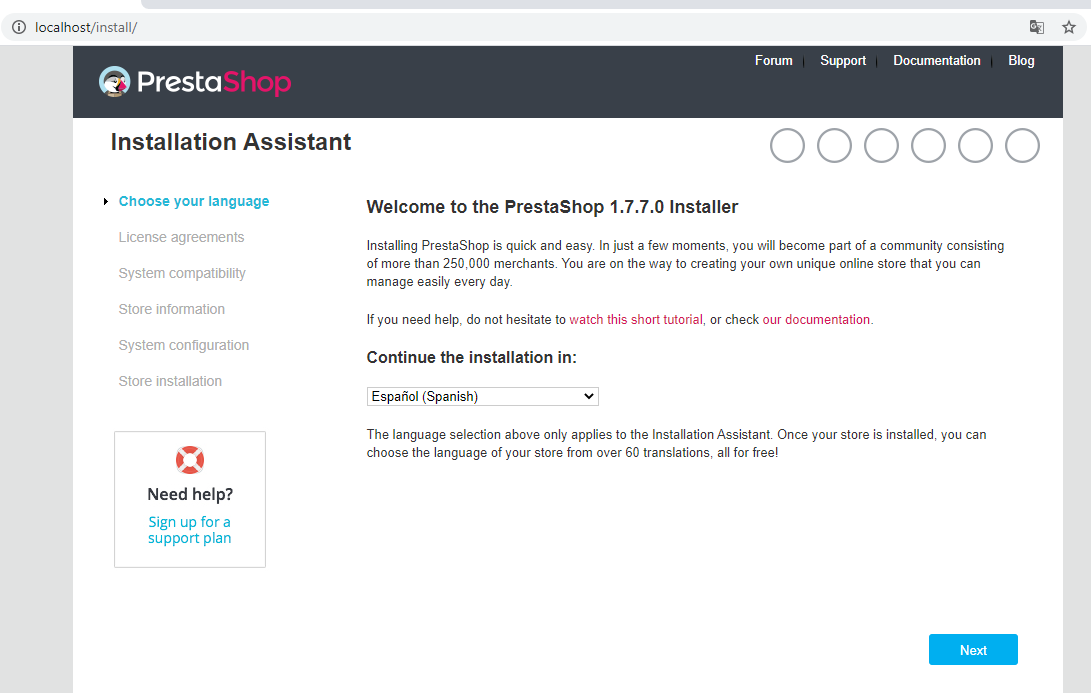 localhost/install/
Forum
Support
Documentation
Blog
PrestaShop
Installation Assistant
Choose your language
License agreements
System compatibility
Store information
System configuration
Store installation
Need help?
Sign up for a
support plan
Welcome to the PrestaShop 1.7.7.0 Installer
Installing PrestaShop is quick and easy. In just a few moments, you will become part of a community consisting
of more than 250,000 merchants. You are on the way to creating your own unique online store that you can
manage easily every day.
If you need help, do not hesitate to watch this short tutorial, or check our documentation.
Continue the installation in:
Español (Spanish)
The language selection above only applies to the Installation Assistant. Once your store is installed, you can
choose the language of your store from over 60 translations, all for free!
Next